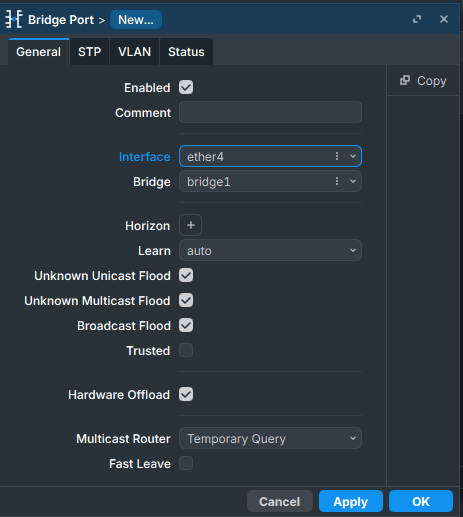 Bridge Port > New...
General STP VLAN Status
Enabled
Copy
Comment
Interface ether4
Bridge bridge1
Horizon +
Learn auto
Unknown Unicast Flood
Unknown Multicast Flood
Broadcast Flood
Trusted
Hardware Offload
Multicast Router Temporary Query
Fast Leave
Cancel Apply OK